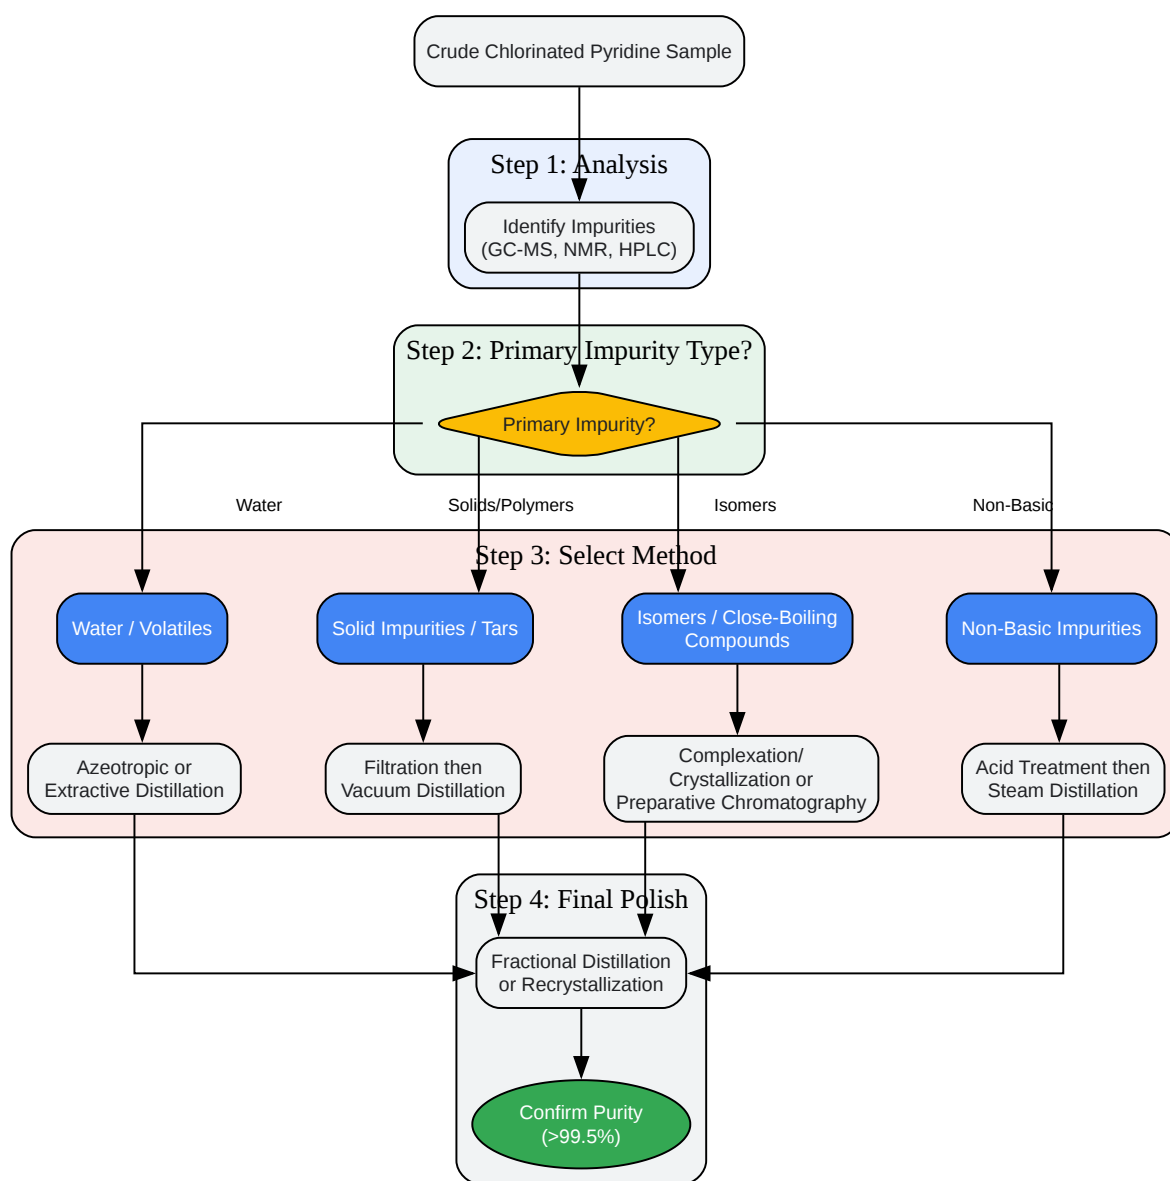 Crude Chlorinated Pyridine Sample
Step 1: Analysis
Identify Impurities
(GC-MS, NMR, HPLC)
Step 2: Primary Impurity Type?
Primary Impurity?
Water
Solids/Polymers
Isomers
Non-Basic
Step 3: Select Method
Water / Volatiles
Solid Impurities / Tars
Isomers / Close-Boiling
Compounds
Non-Basic Impurities
Azeotropic or
Extractive Distillation
Filtration then
Vacuum Distillation
Complexation/
Crystallization or
Preparative Chromatography
Acid Treatment then
Steam Distillation
Step 4: Final Polish
Fractional Distillation
or Recrystallization
Confirm Purity
(>99.5%)